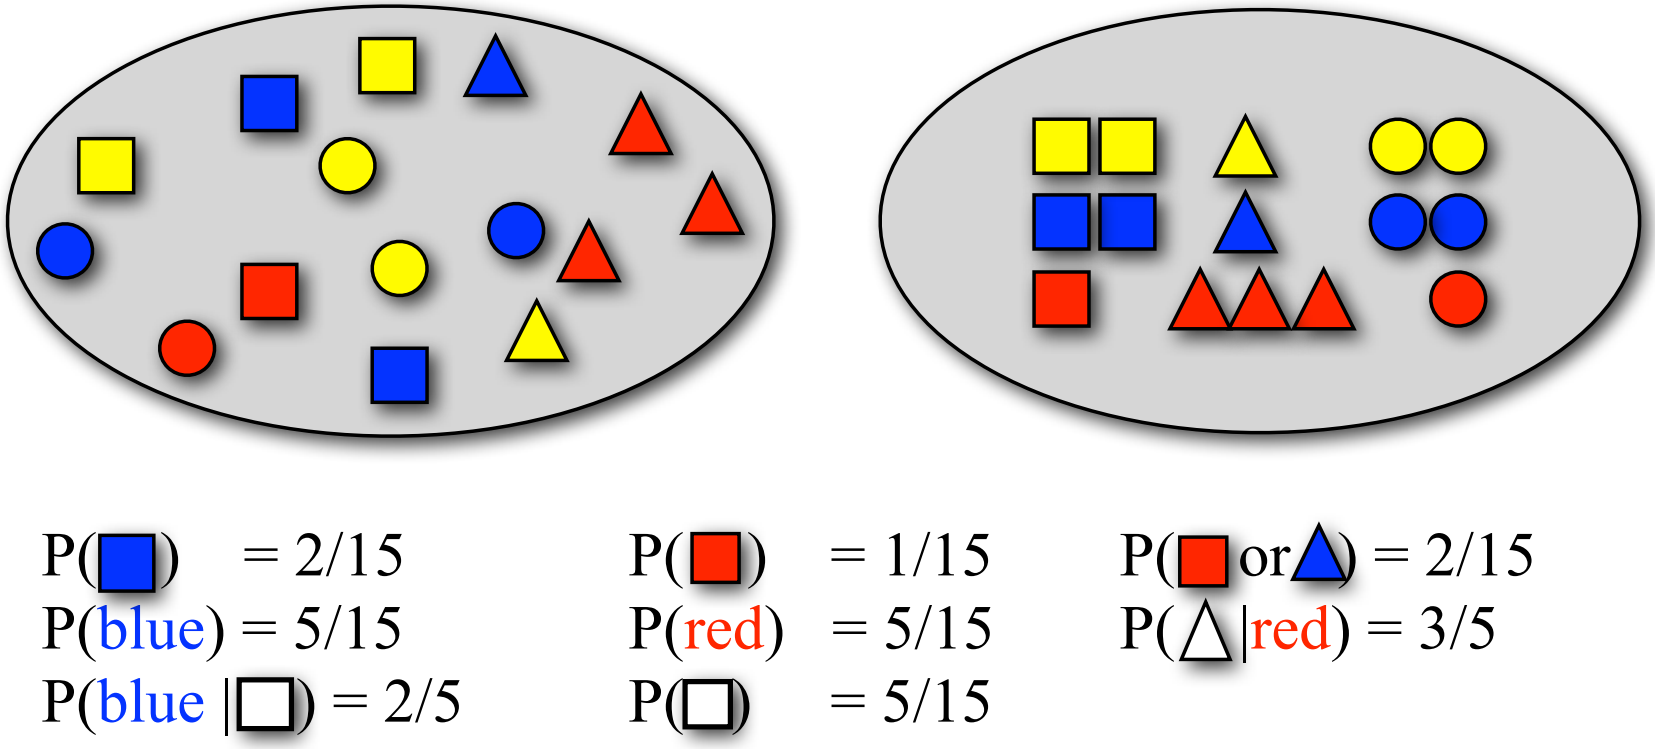 P(■) = 2/15 P(■) = 1/15 P(■ or▲) = 2/15
P(blue) = 5/15 P(red) = 5/15 P(△|red) = 3/5
P(blue |□) = 2/5 P(□) = 5/15